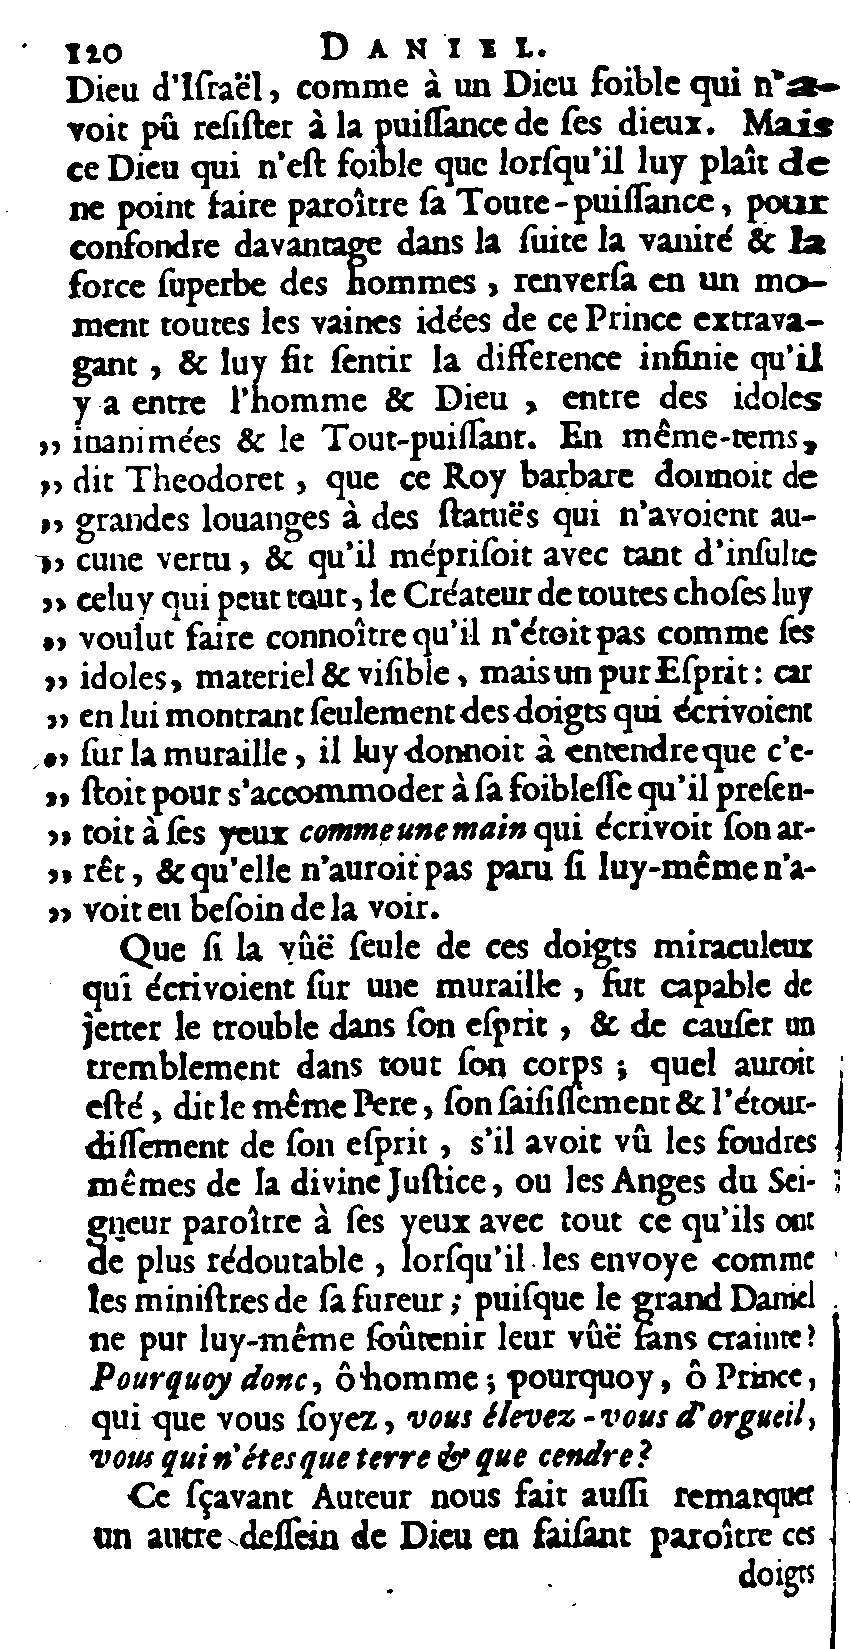 120 DANIEL.
Dieu d'Iſraël, comme à un Dieu foible qui n'a-
voit pû reſiſter à la puiſſance de ſes dieux. Mais
ce Dieu qui n'eſt foible que lorſqu'il luy plaît de
ne point faire paroître ſa Toute-puiſſance, pour
confondre davantage dans la ſuite la vanité & la
force ſuperbe des hommes, renverſa en un mo-
ment toutes les vaines idées de ce Prince extrava-
gant, & luy fit ſentir la difference infinie qu'il
y a entre l'homme & Dieu, entre des idoles
„ inanimées & le Tout-puiſſant. En même-tems,
„ dit Theodoret, que ce Roy barbare donnoit de
„ grandes louanges à des ſtatuës qui n'avoient au-
„ cune vertu, & qu'il mépriſoit avec tant d'inſulte
„ celuy qui peut tout, le Créateur de toutes choſes luy
„ voulut faire connoître qu'il n'étoit pas comme ſes
„ idoles, materiel & viſible, mais un pur Eſprit: car
„ en lui montrant ſeulement des doigts qui écrivoient
„ ſur la muraille, il luy donnoit à entendre que c'e-
„ ſtoit pour s'accommoder à ſa foibleſſe qu'il preſen-
„ toit à ſes yeux comme une main qui écrivoit ſon ar-
„ rêt, & qu'elle n'auroit pas paru ſi luy-même n'a-
„ voit eu beſoin de la voir.
Que ſi la vûë ſeule de ces doigts miraculeux
qui écrivoient ſur une muraille, fut capable de
jetter le trouble dans ſon eſprit, & de cauſer un
tremblement dans tout ſon corps; quel auroit
eſté, dit le même Pere, ſon ſaiſiſſement & l'étour-
diſſement de ſon eſprit, s'il avoit vû les foudres
mêmes de la divine Juſtice, ou les Anges du Sei-
gneur paroître à ſes yeux avec tout ce qu'ils ont
de plus rédoutable, lorſqu'il les envoye comme
les miniſtres de ſa fureur; puiſque le grand Daniel
ne put luy-même ſoûtenir leur vûë ſans crainte?
Pourquoy donc, ô homme; pourquoy, ô Prince,
qui que vous ſoyez, vous élevez-vous d'orgueil,
vous qui n'êtes que terre & que cendre?
Ce ſçavant Auteur nous fait auſſi remarquer
un autre deſſein de Dieu en faiſant paroître ces
doigts